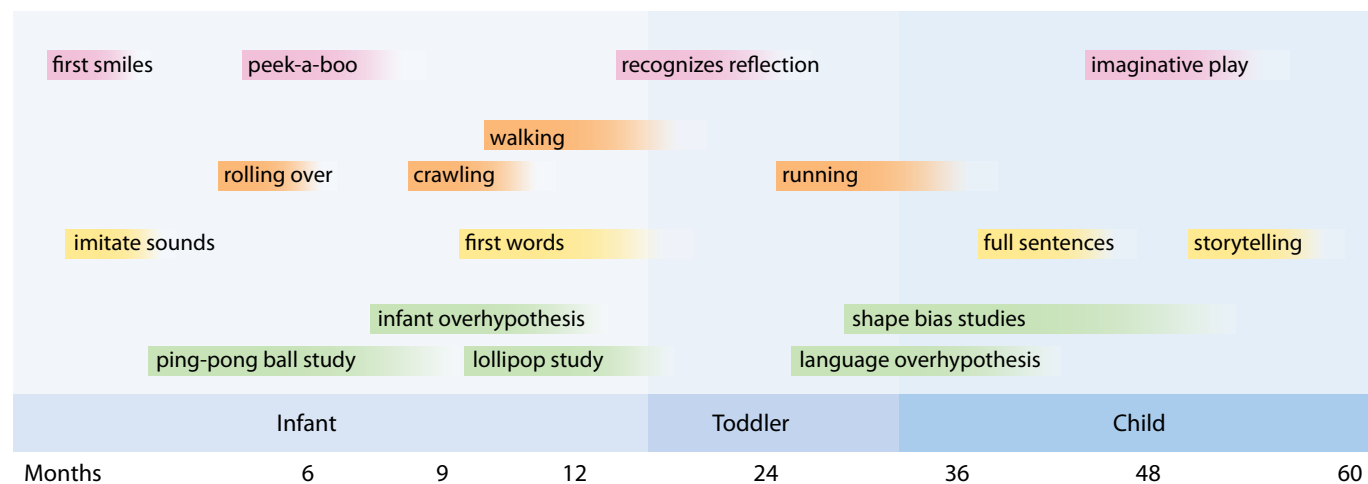 first smiles
peek-a-boo
recognizes reflection
imaginative play
walking
rolling over
crawling
running
imitate sounds
first words
full sentences
storytelling
infant overhypothesis
shape bias studies
ping-pong ball study
lollipop study
language overhypothesis
Infant
Toddler
Child
Months 6 9 12 24 36 48 60